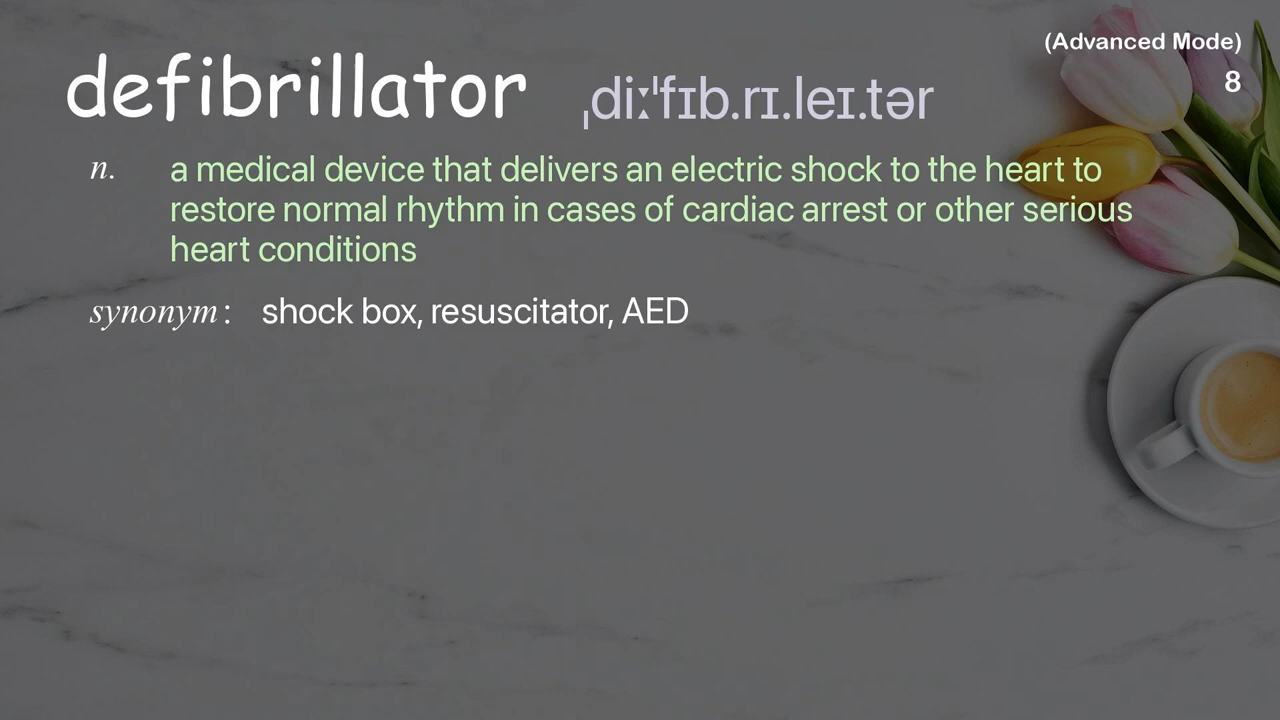 (Advanced Mode)
8
defibrillator ˌdiːˈfɪb.rɪ.leɪ.tər
n. a medical device that delivers an electric shock to the heart to
restore normal rhythm in cases of cardiac arrest or other serious
heart conditions
synonym: shock box, resuscitator, AED